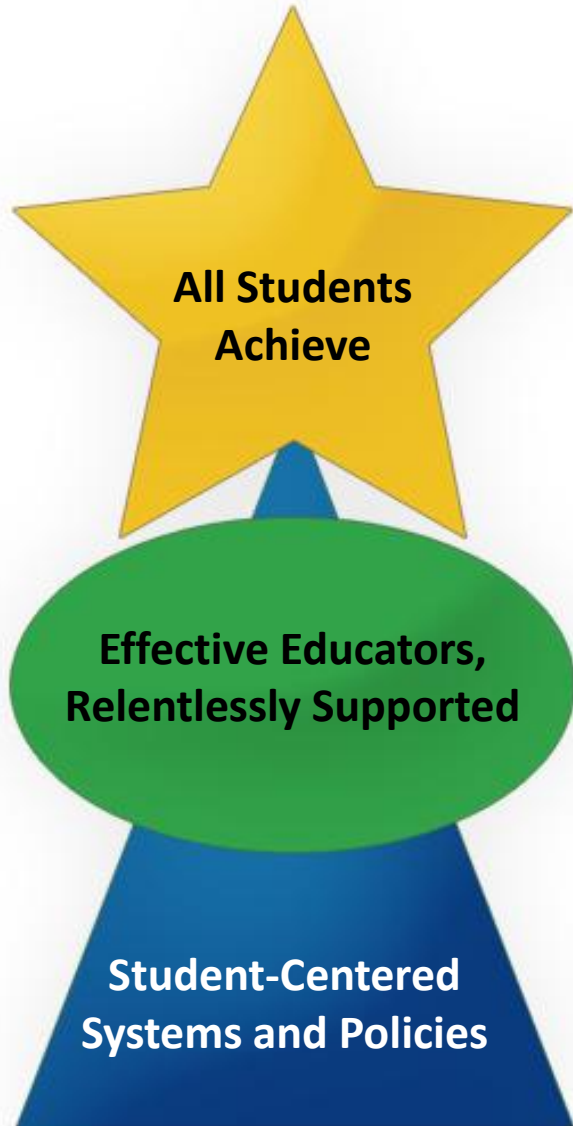 All Students
Achieve
Effective Educators,
Relentlessly Supported
Student-Centered
Systems and Policies